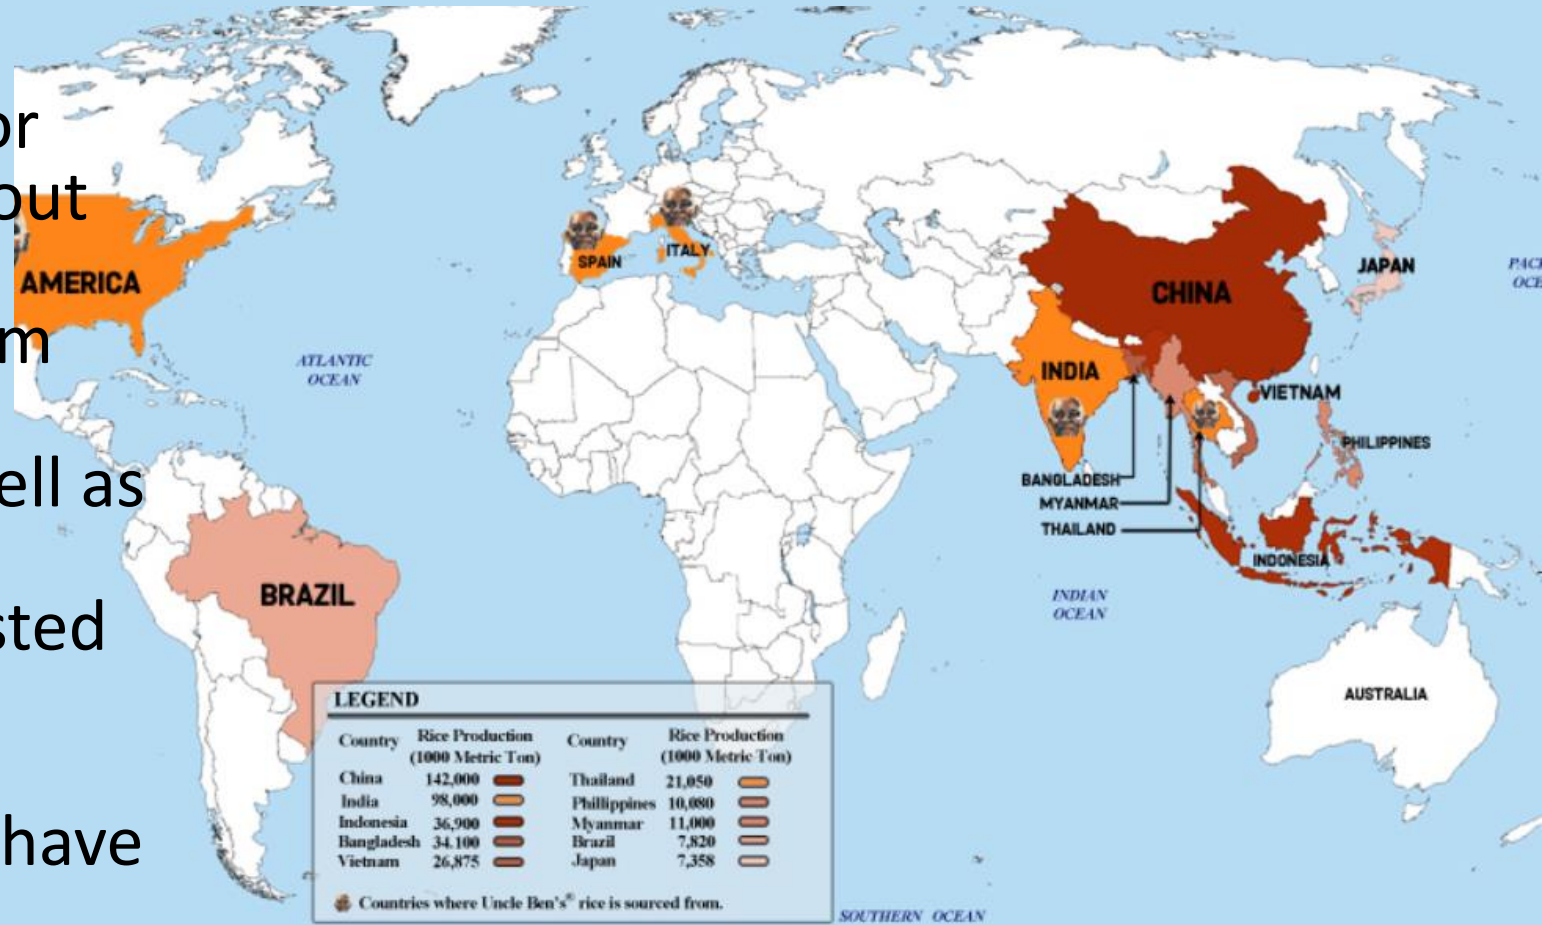 or
out
m
ell as
sted
have
AMERICA
SPAIN
ITALY
CHINA
JAPAN
INDIA
VIETNAM
PHILIPPINES
BANGLADESH
MYANMAR
THAILAND
INDONESIA
BRAZIL
AUSTRALIA
ATLANTIC
OCEAN
PACI
OCE
INDIAN
OCEAN
LEGEND
Country Rice Production Country Rice Production
(1000 Metric Ton) (1000 Metric Ton)
China 142,000 Thailand 21,050
India 98,000 Phillippines 10,080
Indonesia 36,900 Myanmar 11,000
Bangladesh 34.100 Brazil 7,820
Vietnam 26,875 Japan 7,358
Countries where Uncle Ben's® rice is sourced from.
SOUTHERN OCEAN